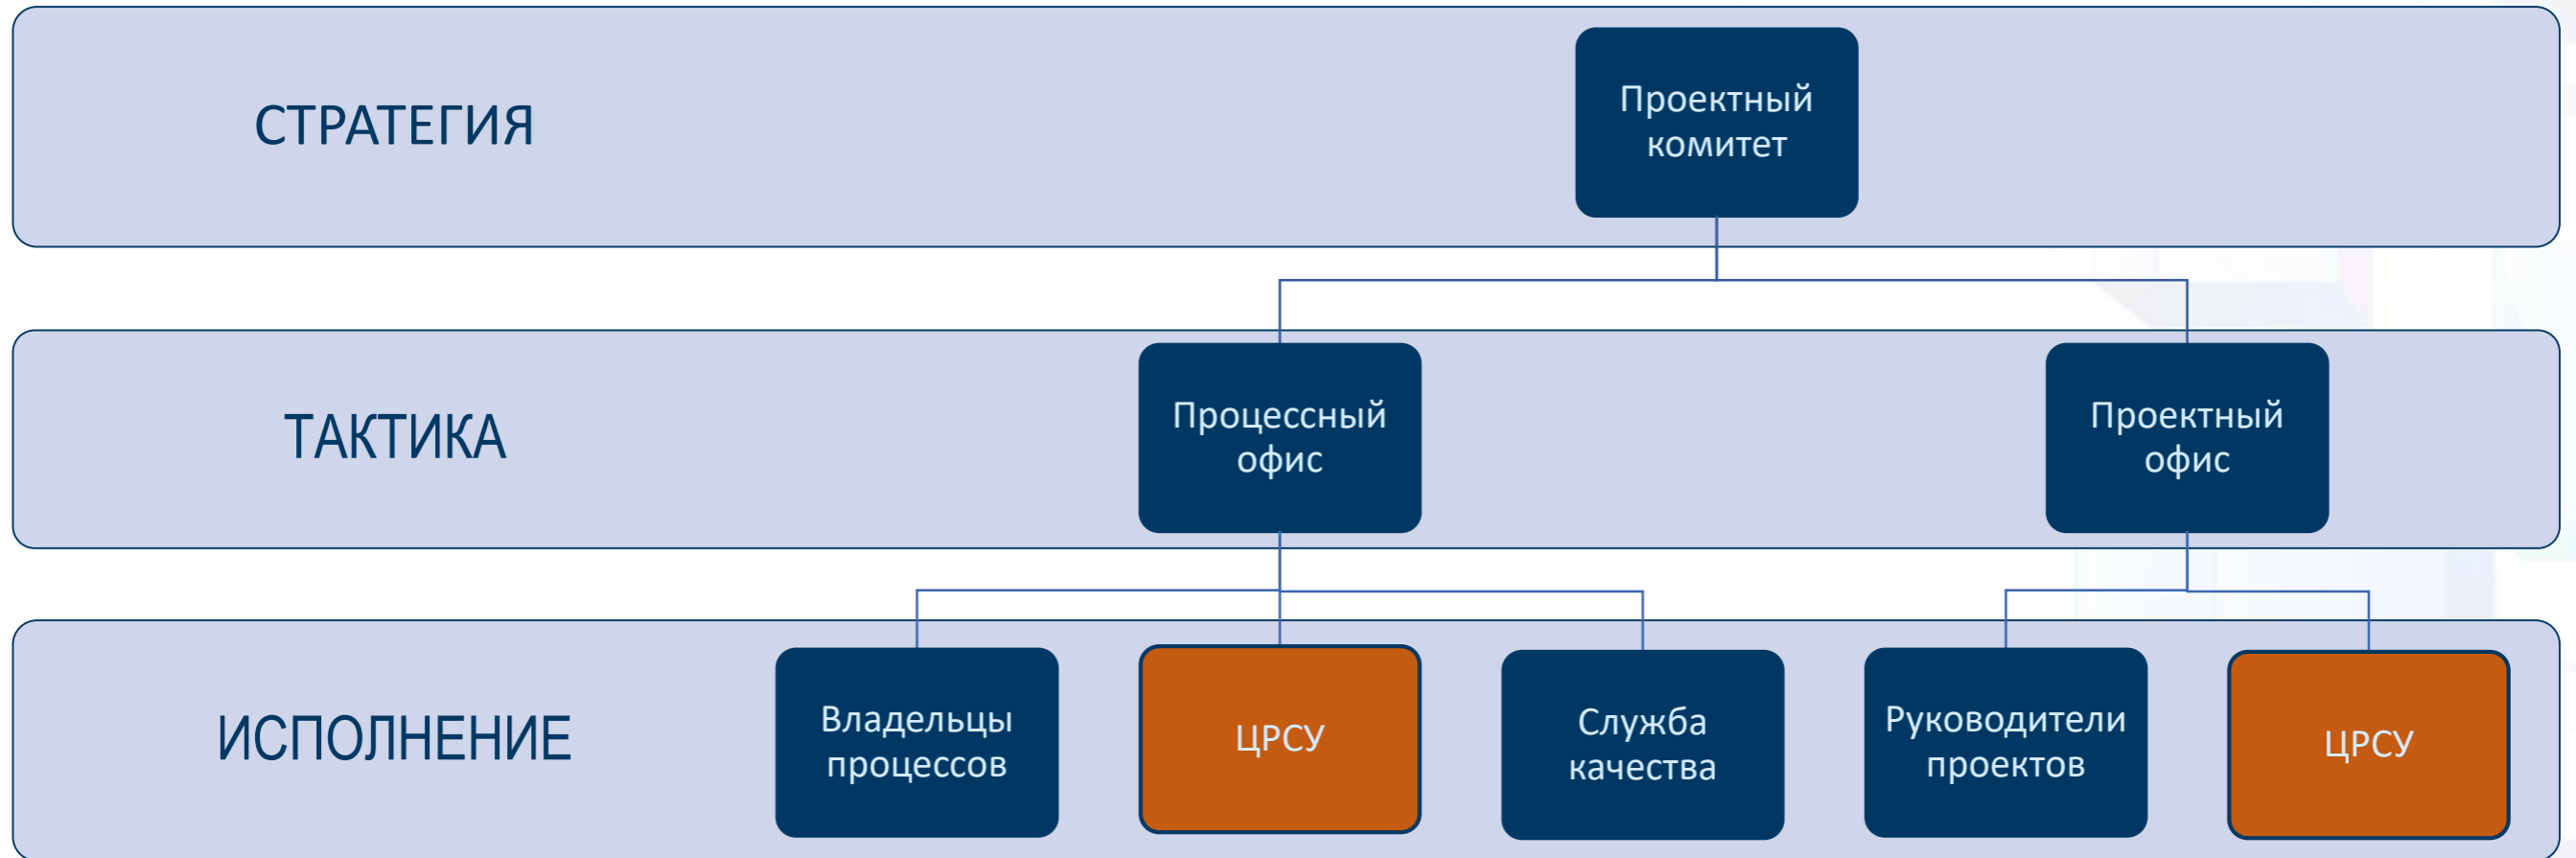 СТРАТЕГИЯ
Проектный
комитет
ТАКТИКА
Процессный
офис
Проектный
офис
ИСПОЛНЕНИЕ
Владельцы
процессов
ЦРСУ
Служба
качества
Руководители
проектов
ЦРСУ